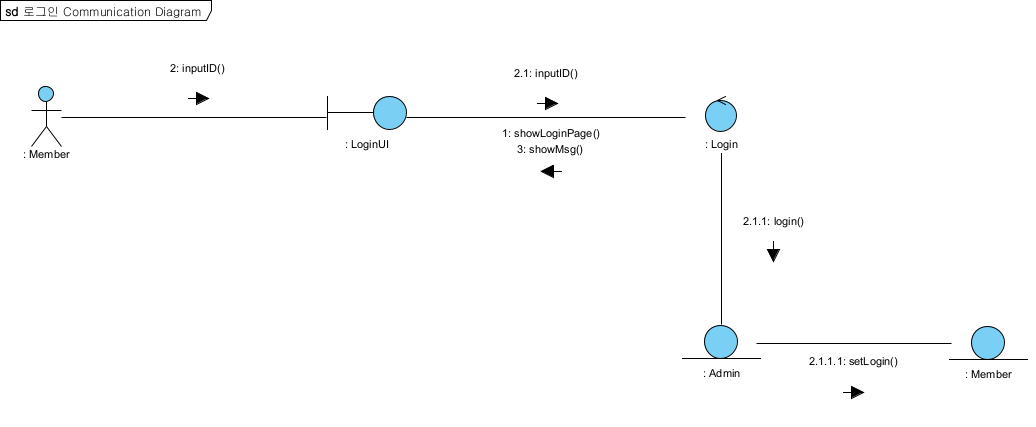 sd 로그인 Communication Diagram
2: inputID()
2.1: inputID()
1: showLoginPage()
3: showMsg()
: Member
: LoginUI
: Login
2.1.1: login()
2.1.1.1: setLogin()
: Admin
: Member